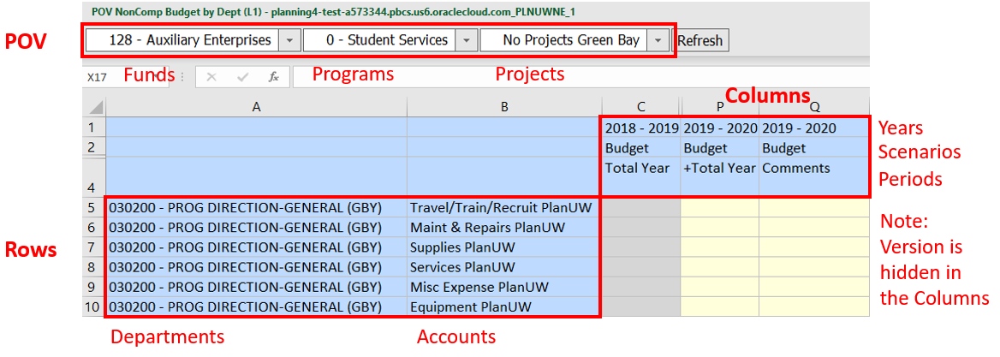 POV NonComp Budget by Dept (L1) - planning4-test-a573344.pbcs.us6.oraclecloud.com_PLNUWNE_1
POV
128 - Auxiliary Enterprises 0 - Student Services No Projects Green Bay Refresh
X17 Funds fx Programs Projects
Columns
A B C P Q
1 2018 - 2019 2019 - 2020 2019 - 2020 Years
2 Budget Budget Budget Scenarios
4 Total Year +Total Year Comments Periods
Rows
5 030200 - PROG DIRECTION-GENERAL (GBY) Travel/Train/Recruit PlanUW
6 030200 - PROG DIRECTION-GENERAL (GBY) Maint & Repairs PlanUW
7 030200 - PROG DIRECTION-GENERAL (GBY) Supplies PlanUW
8 030200 - PROG DIRECTION-GENERAL (GBY) Services PlanUW
9 030200 - PROG DIRECTION-GENERAL (GBY) Misc Expense PlanUW
10 030200 - PROG DIRECTION-GENERAL (GBY) Equipment PlanUW
Note:
Version is
hidden in
the Columns
Departments Accounts